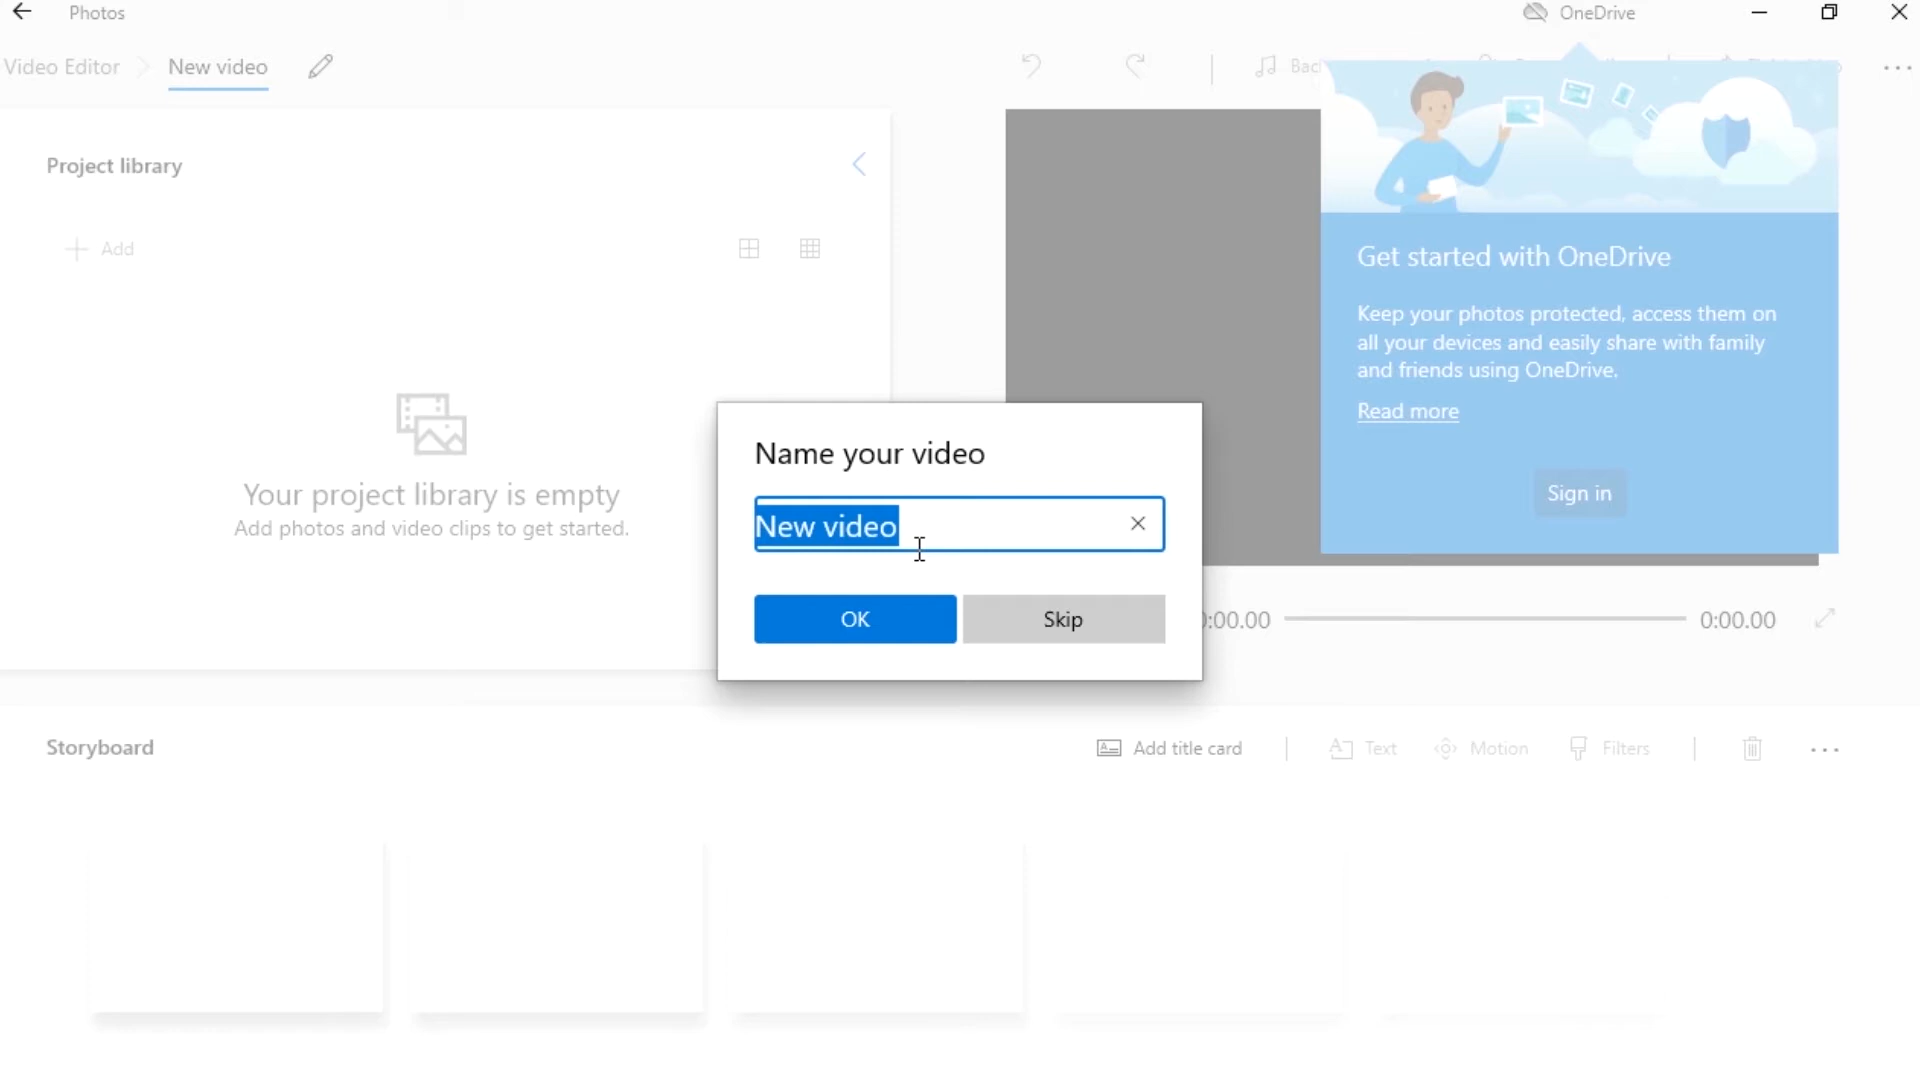 Photos
OneDrive
Video Editor
New video
Project library
Add
Your project library is empty
Add photos and video clips to get started.
Get started with OneDrive
Keep your photos protected, access them on
all your devices and easily share with family
and friends using OneDrive.
Read more
Sign in
Name your video
New video
OK
Skip
0:00.00
0:00.00
Storyboard
Add title card
Text
Motion
Filters